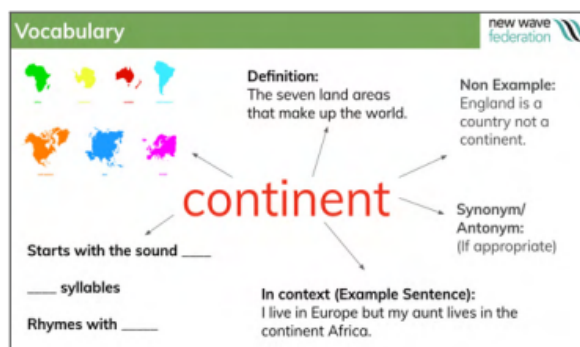 Vocabulary
new wave
federation
Definition:
The seven land areas
that make up the world.
Non Example:
England is a
country not a
continent.
continent
Synonym/
Antonym:
(If appropriate)
Starts with the sound ____
____ syllables
Rhymes with _____
In context (Example Sentence):
I live in Europe but my aunt lives in the
continent Africa.